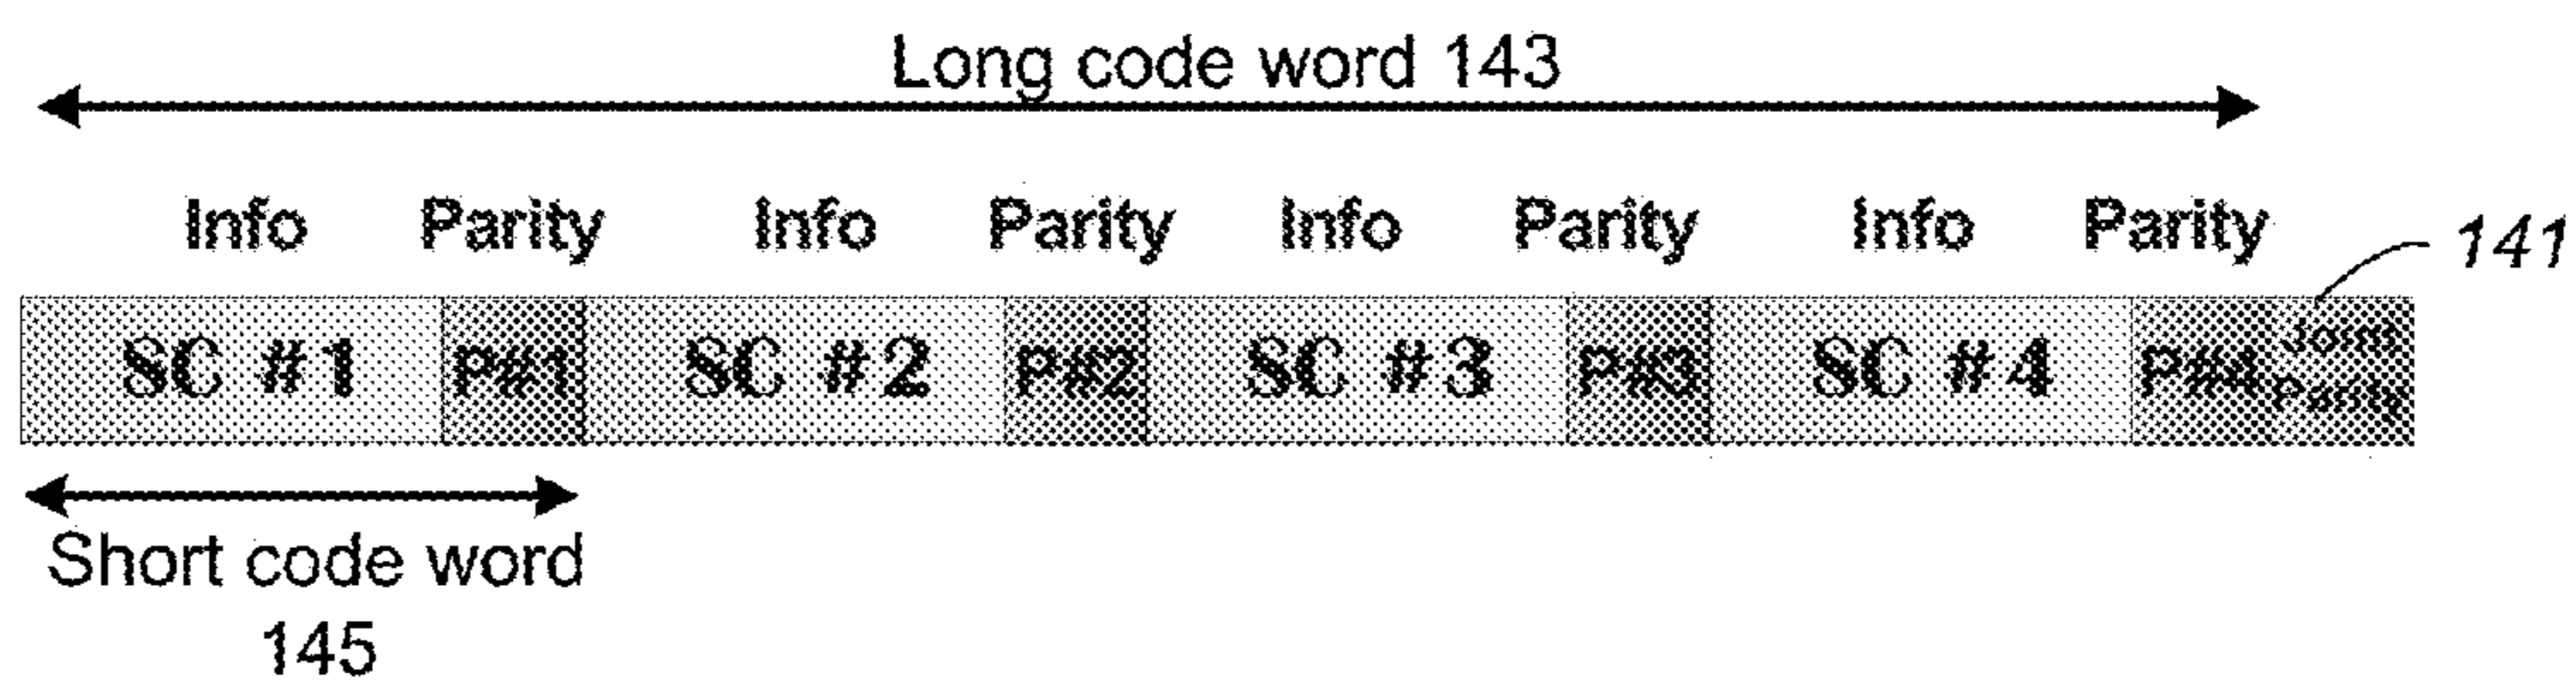 Long code word 143
Info Parity Info Parity Info Parity Info Parity 141
SC #1 P#1 SC #2 P#2 SC #3 P#3 SC #4 P#4 Joint
Parity
Short code word
145